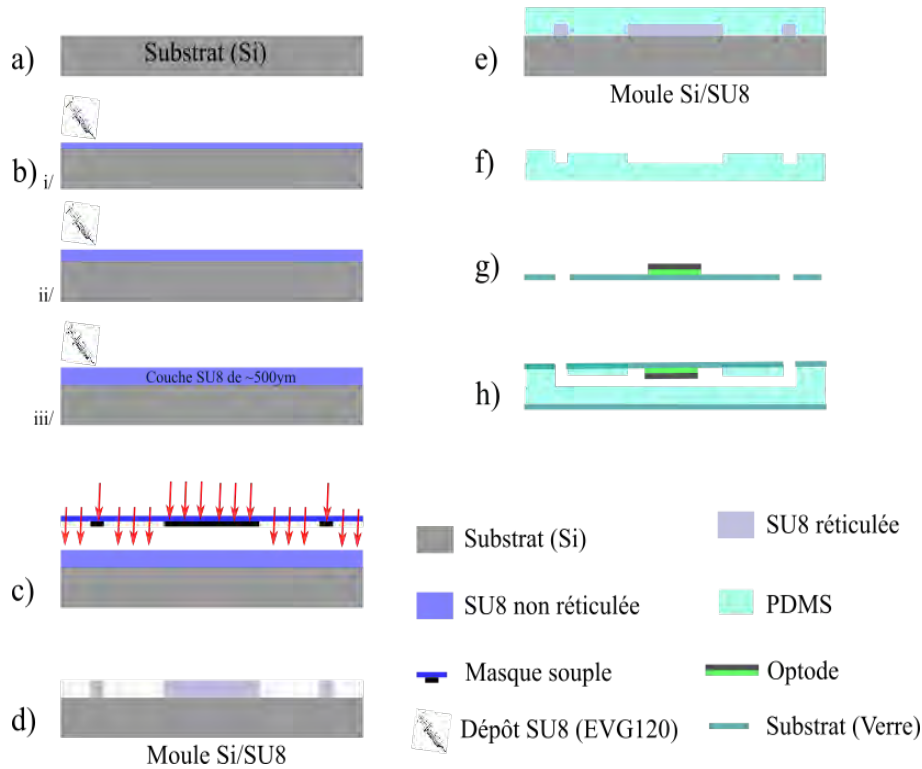 a)
Substrat (Si)
b)
i/
ii/
Couche SU8 de ~500ym
iii/
c)
d)
Moule Si/SU8
e)
Moule Si/SU8
f)
g)
h)
Substrat (Si)
SU8 réticulée
SU8 non réticulée
PDMS
Masque souple
Optode
Dépôt SU8 (EVG120)
Substrat (Verre)